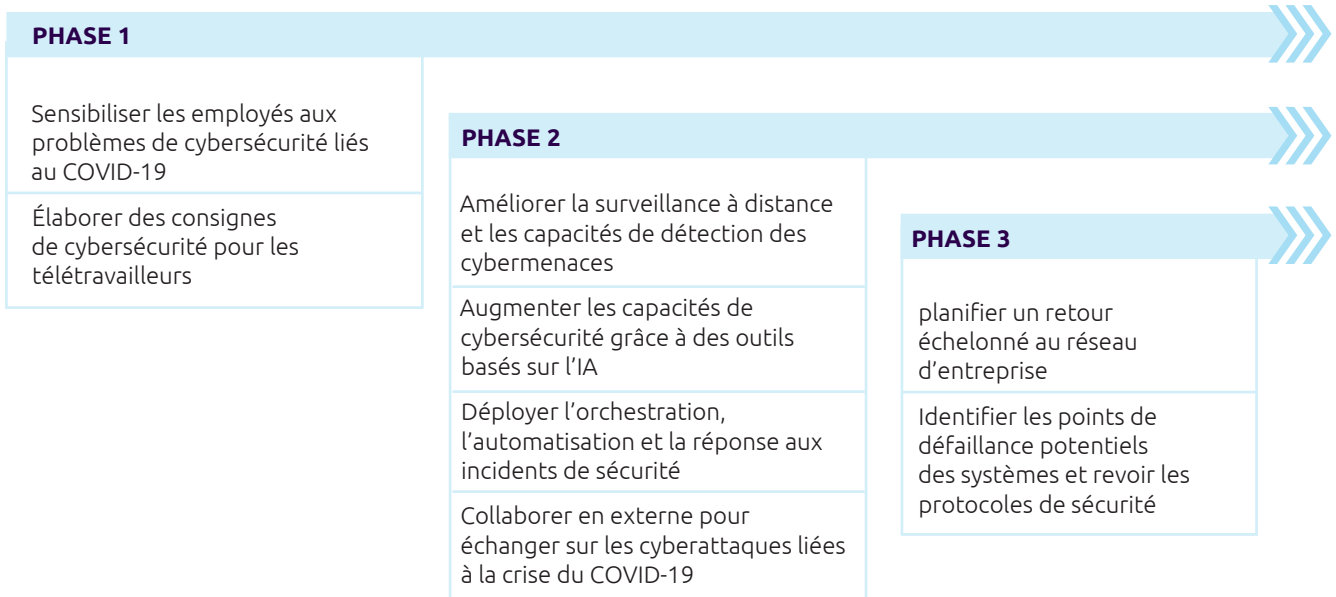 PHASE 1
Sensibiliser les employés aux
problèmes de cybersécurité liés
au COVID-19
Élaborer des consignes
de cybersécurité pour les
télétravailleurs
PHASE 2
Améliorer la surveillance à distance
et les capacités de détection des
cybermenaces
Augmenter les capacités de
cybersécurité grâce à des outils
basés sur l’IA
Déployer l’orchestration,
l’automatisation et la réponse aux
incidents de sécurité
Collaborer en externe pour
échanger sur les cyberattaques liées
à la crise du COVID-19
PHASE 3
planifier un retour
échelonné au réseau
d’entreprise
Identifier les points de
défaillance potentiels
des systèmes et revoir les
protocoles de sécurité